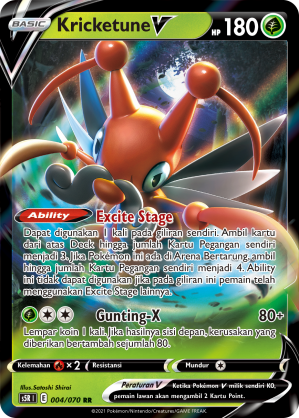 BASIC Kricketune V HP 180
Ability Excite Stage
Dapat digunakan 1 kali pada giliran sendiri. Ambil kartu
dari atas Deck hingga jumlah Kartu Pegangan sendiri
menjadi 3. Jika Pokémon ini ada di Arena Bertarung, ambil
hingga jumlah Kartu Pegangan sendiri menjadi 4. Ability
ini tidak dapat digunakan jika pada giliran ini pemain telah
menggunakan Excite Stage lainnya.
Gunting-X 80+
Lempar koin 1 kali. Jika hasilnya sisi depan, kerusakan yang
diberikan bertambah sejumlah 80.
Kelemahan × 2 Resistansi Mundur
Illus. Satoshi Shirai
s5R I E 004/070 RR
Peraturan V Ketika Pokémon V milik sendiri KO,
pemain lawan akan mengambil 2 Kartu Point.
©2021 Pokémon/Nintendo/Creatures/GAME FREAK.